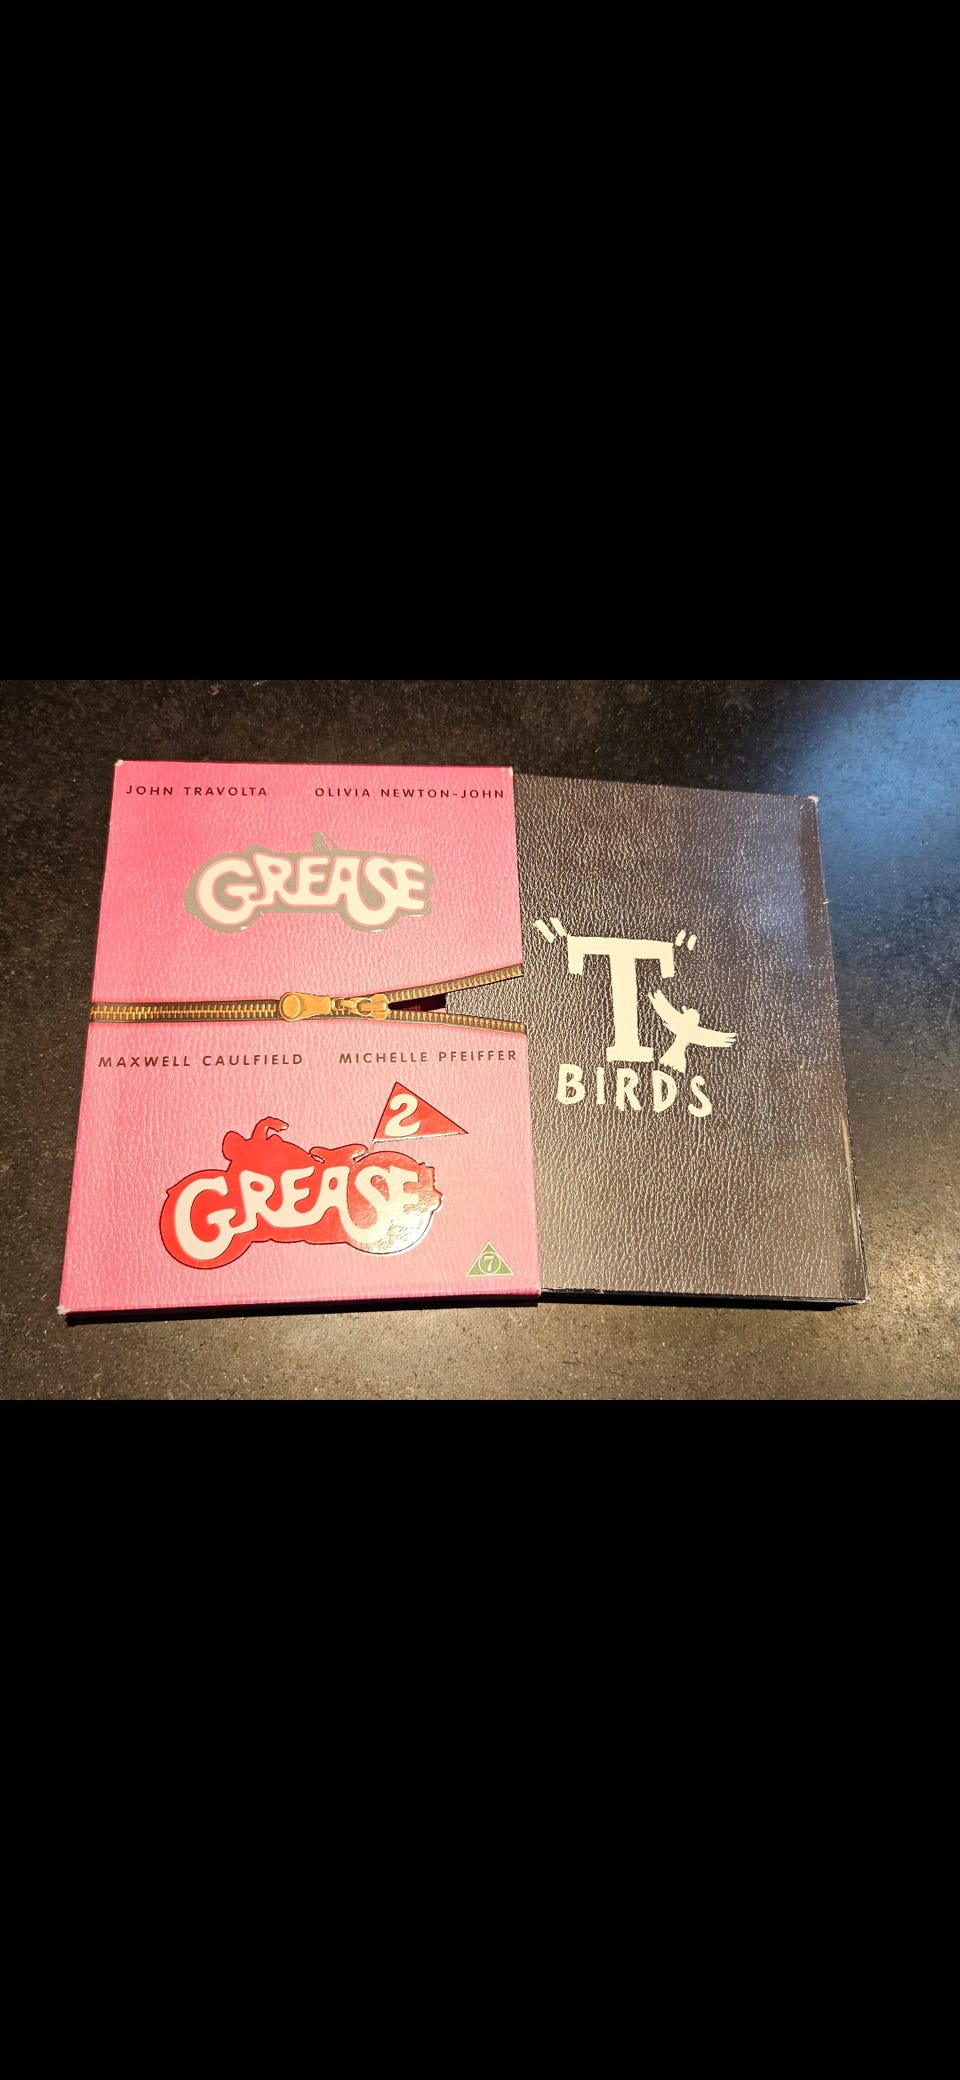 JOHN TRAVOLTA OLIVIA NEWTON-JOHN
GREASE
MAXWELL CAULFIELD MICHELLE PFEIFFER
2
GREASE
7
"T"
BIRDS